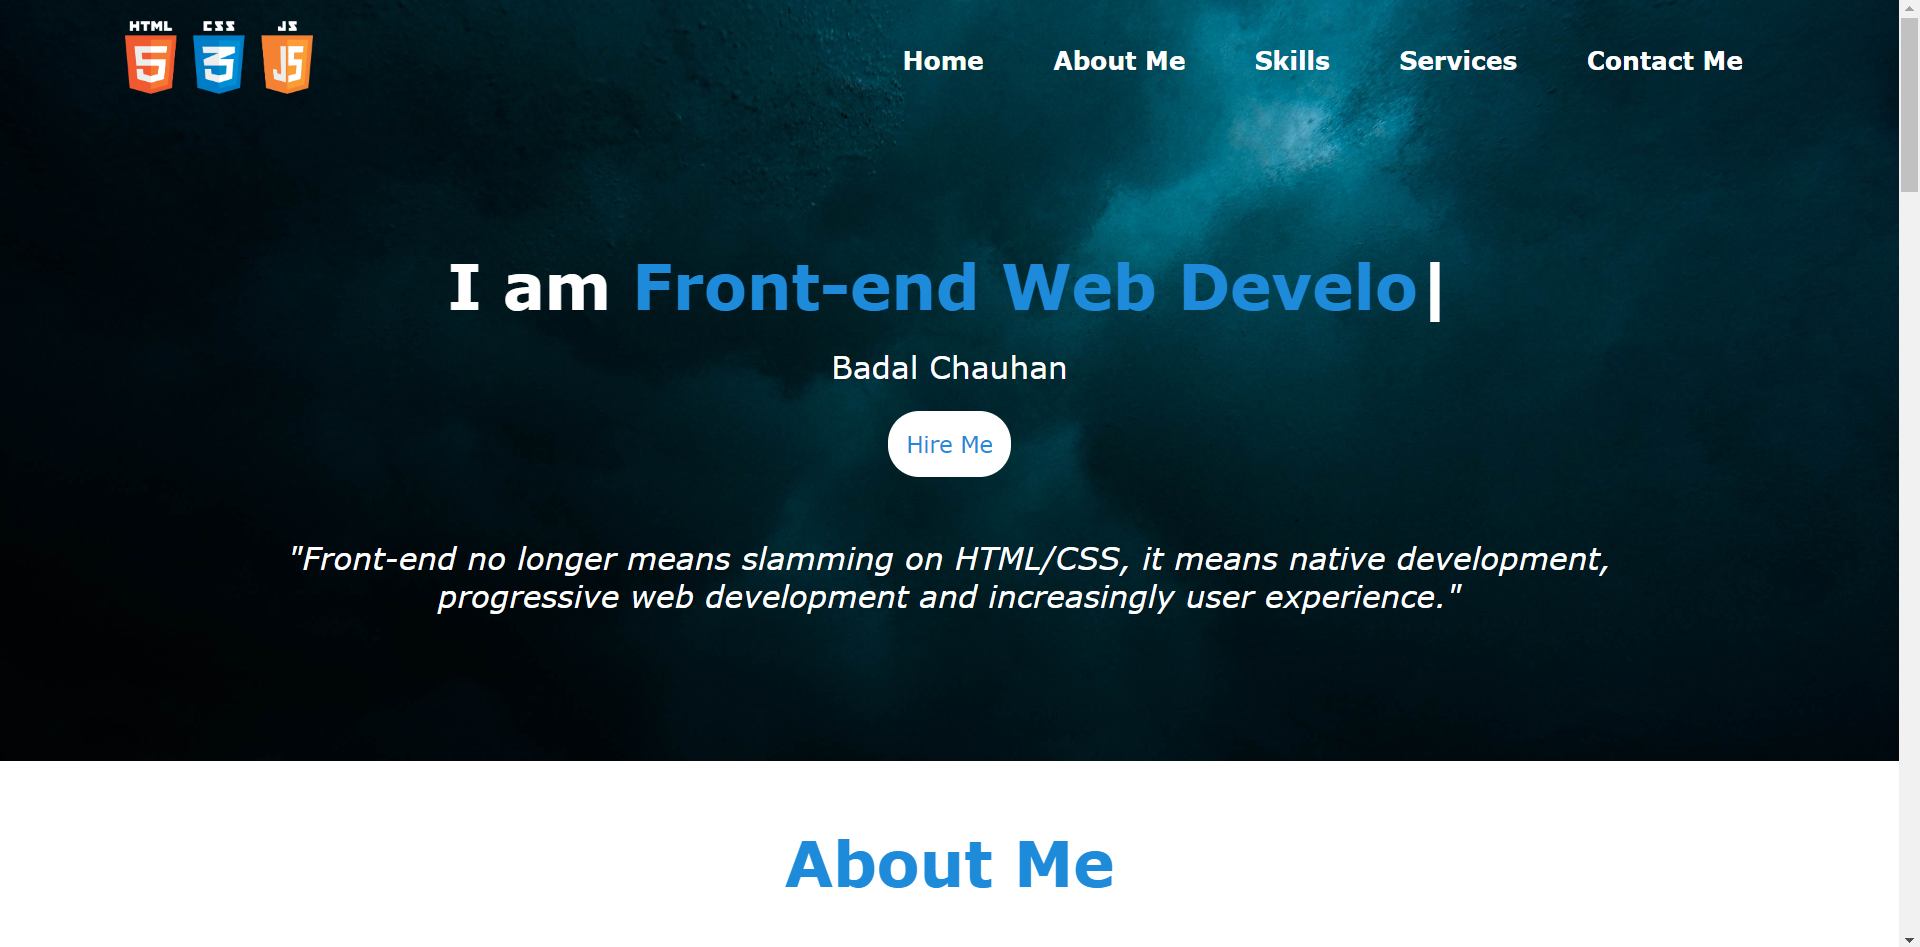 HTML CSS JS
5 3 JS
Home About Me Skills Services Contact Me
I am Front-end Web Develo|
Badal Chauhan
Hire Me
"Front-end no longer means slamming on HTML/CSS, it means native development,
progressive web development and increasingly user experience."
About Me